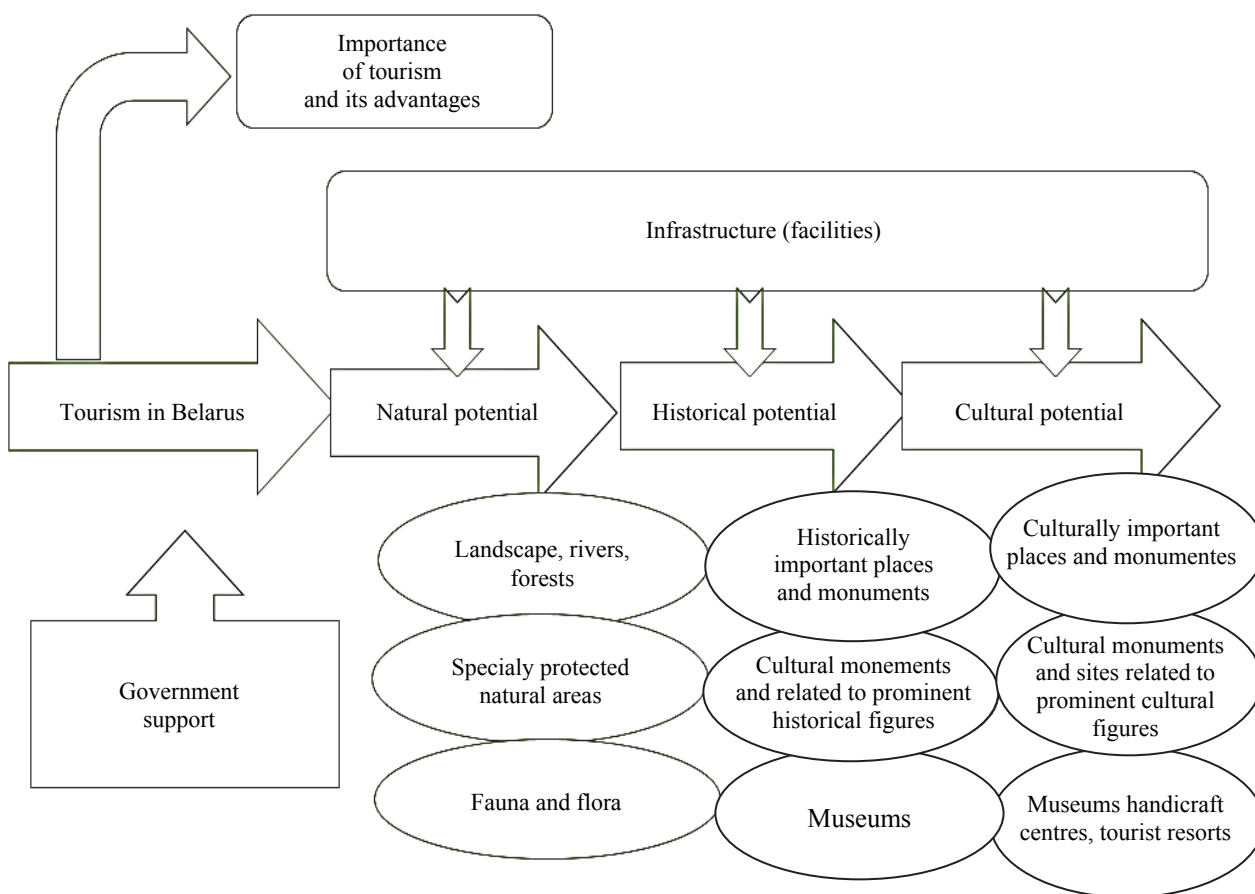 Importance
of tourism
and its advantages
Infrastructure (facilities)
Tourism in Belarus
Natural potential
Historical potential
Cultural potential
Government
support
Landscape, rivers,
forests
Specialy protected
natural areas
Fauna and flora
Historically
important places
and monuments
Cultural monements
and related to prominent
historical figures
Museums
Culturally important
places and monumentes
Cultural monuments
and sites related to
prominent cultural
figures
Museums handicraft
centres, tourist resorts